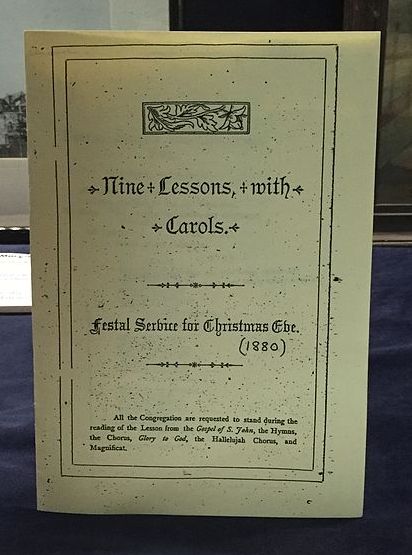 Nine + Lessons, + with
Carols.
Festal Service for Christmas Eve.
(1880)
All the Congregation are requested to stand during the
reading of the Lesson from the Gospel of S. John, the Hymns,
the Chorus, Glory to God, the Hallelujah Chorus, and
Magnificat.